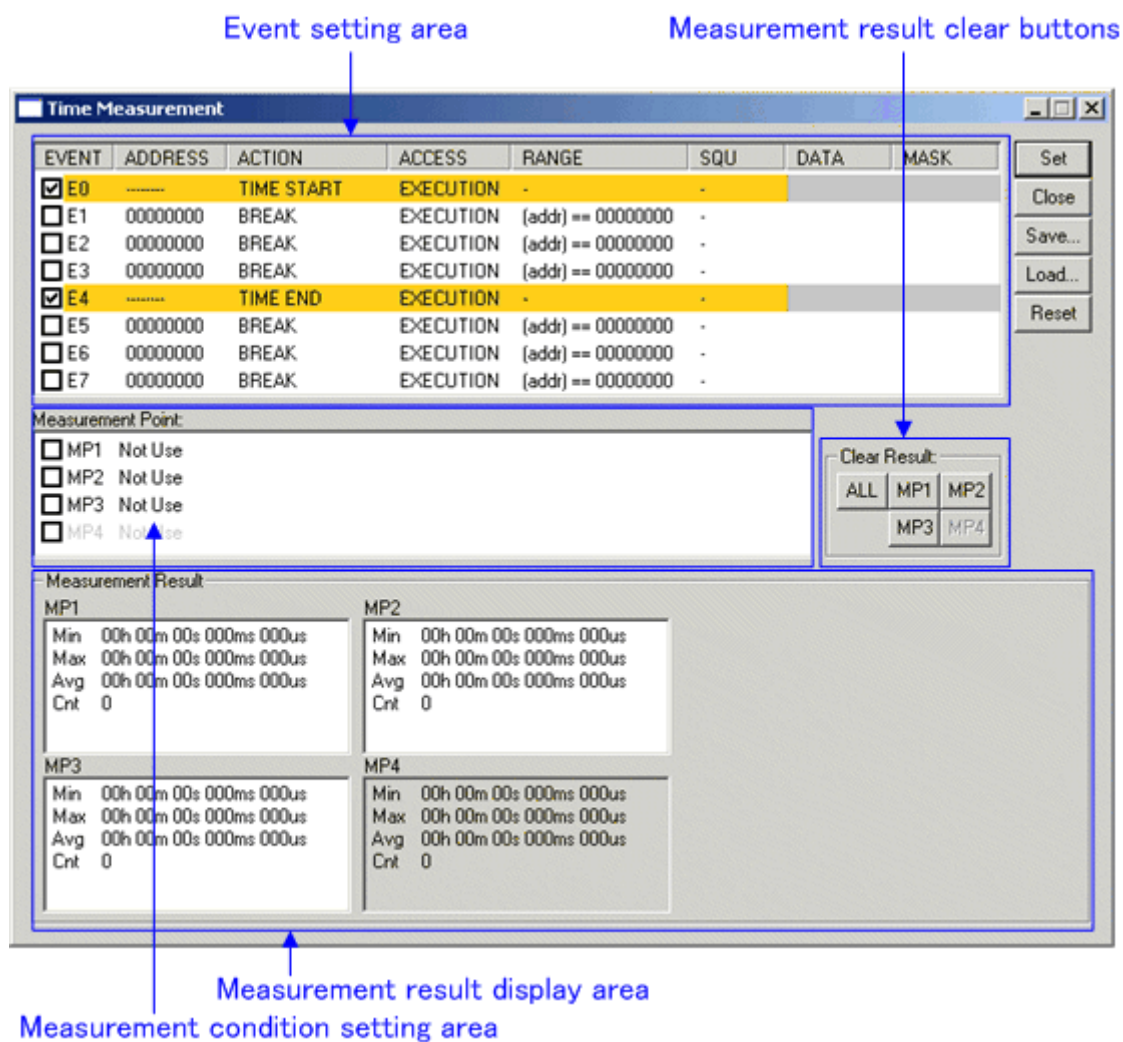 Event setting area
Measurement result clear buttons
Time Measurement
EVENT ADDRESS ACTION ACCESS RANGE SQU DATA MASK
E0 -------- TIME START EXECUTION - -
E1 00000000 BREAK EXECUTION (addr) == 00000000 -
E2 00000000 BREAK EXECUTION (addr) == 00000000 -
E3 00000000 BREAK EXECUTION (addr) == 00000000 -
E4 -------- TIME END EXECUTION - -
E5 00000000 BREAK EXECUTION (addr) == 00000000 -
E6 00000000 BREAK EXECUTION (addr) == 00000000 -
E7 00000000 BREAK EXECUTION (addr) == 00000000 -
Set
Close
Save...
Load...
Reset
Measurement Point:
MP1 Not Use
MP2 Not Use
MP3 Not Use
MP4 Not Use
Clear Result:
ALL MP1 MP2
MP3 MP4
Measurement Result
MP1
Min 00h 00m 00s 000ms 000us
Max 00h 00m 00s 000ms 000us
Avg 00h 00m 00s 000ms 000us
Cnt 0
MP2
Min 00h 00m 00s 000ms 000us
Max 00h 00m 00s 000ms 000us
Avg 00h 00m 00s 000ms 000us
Cnt 0
MP3
Min 00h 00m 00s 000ms 000us
Max 00h 00m 00s 000ms 000us
Avg 00h 00m 00s 000ms 000us
Cnt 0
MP4
Min 00h 00m 00s 000ms 000us
Max 00h 00m 00s 000ms 000us
Avg 00h 00m 00s 000ms 000us
Cnt 0
Measurement result display area
Measurement condition setting area